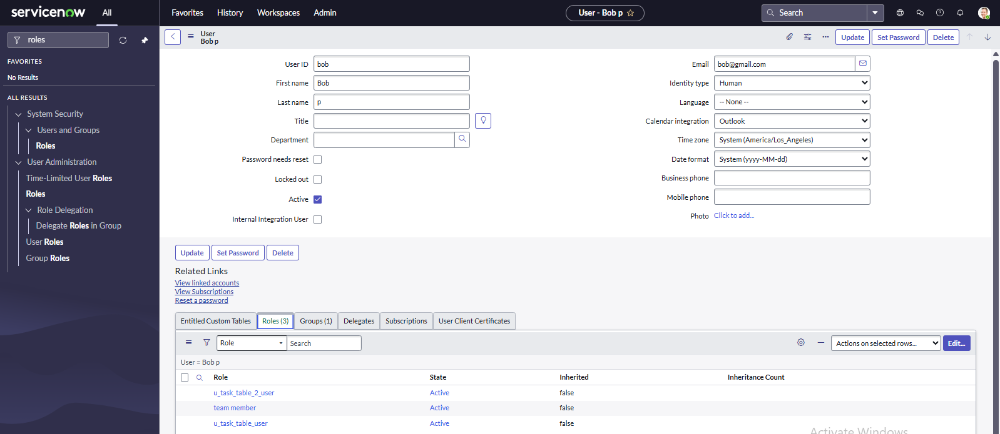 servicenow
All
Favorites
History
Workspaces
Admin
User - Bob p
Search
roles
FAVORITES
No Results
ALL RESULTS
System Security
Users and Groups
Roles
User Administration
Time-Limited User Roles
Roles
Role Delegation
Delegate Roles in Group
User Roles
Group Roles
User
Bob p
Update
Set Password
Delete
User ID
bob
First name
Bob
Last name
p
Title
Department
Password needs reset
Locked out
Active
Internal Integration User
Email
bob@gmail.com
Identity type
Human
Language
-- None --
Calendar integration
Outlook
Time zone
System (America/Los_Angeles)
Date format
System (yyyy-MM-dd)
Business phone
Mobile phone
Photo
Click to add...
Update
Set Password
Delete
Related Links
View linked accounts
View Subscriptions
Reset a password
Entitled Custom Tables
Roles (3)
Groups (1)
Delegates
Subscriptions
User Client Certificates
Role
Search
Actions on selected rows...
Edit...
User = Bob p
Role State Inherited Inheritance Count
u_task_table_2_user Active false
team member Active false
u_task_table_user Active false
Activate Windows